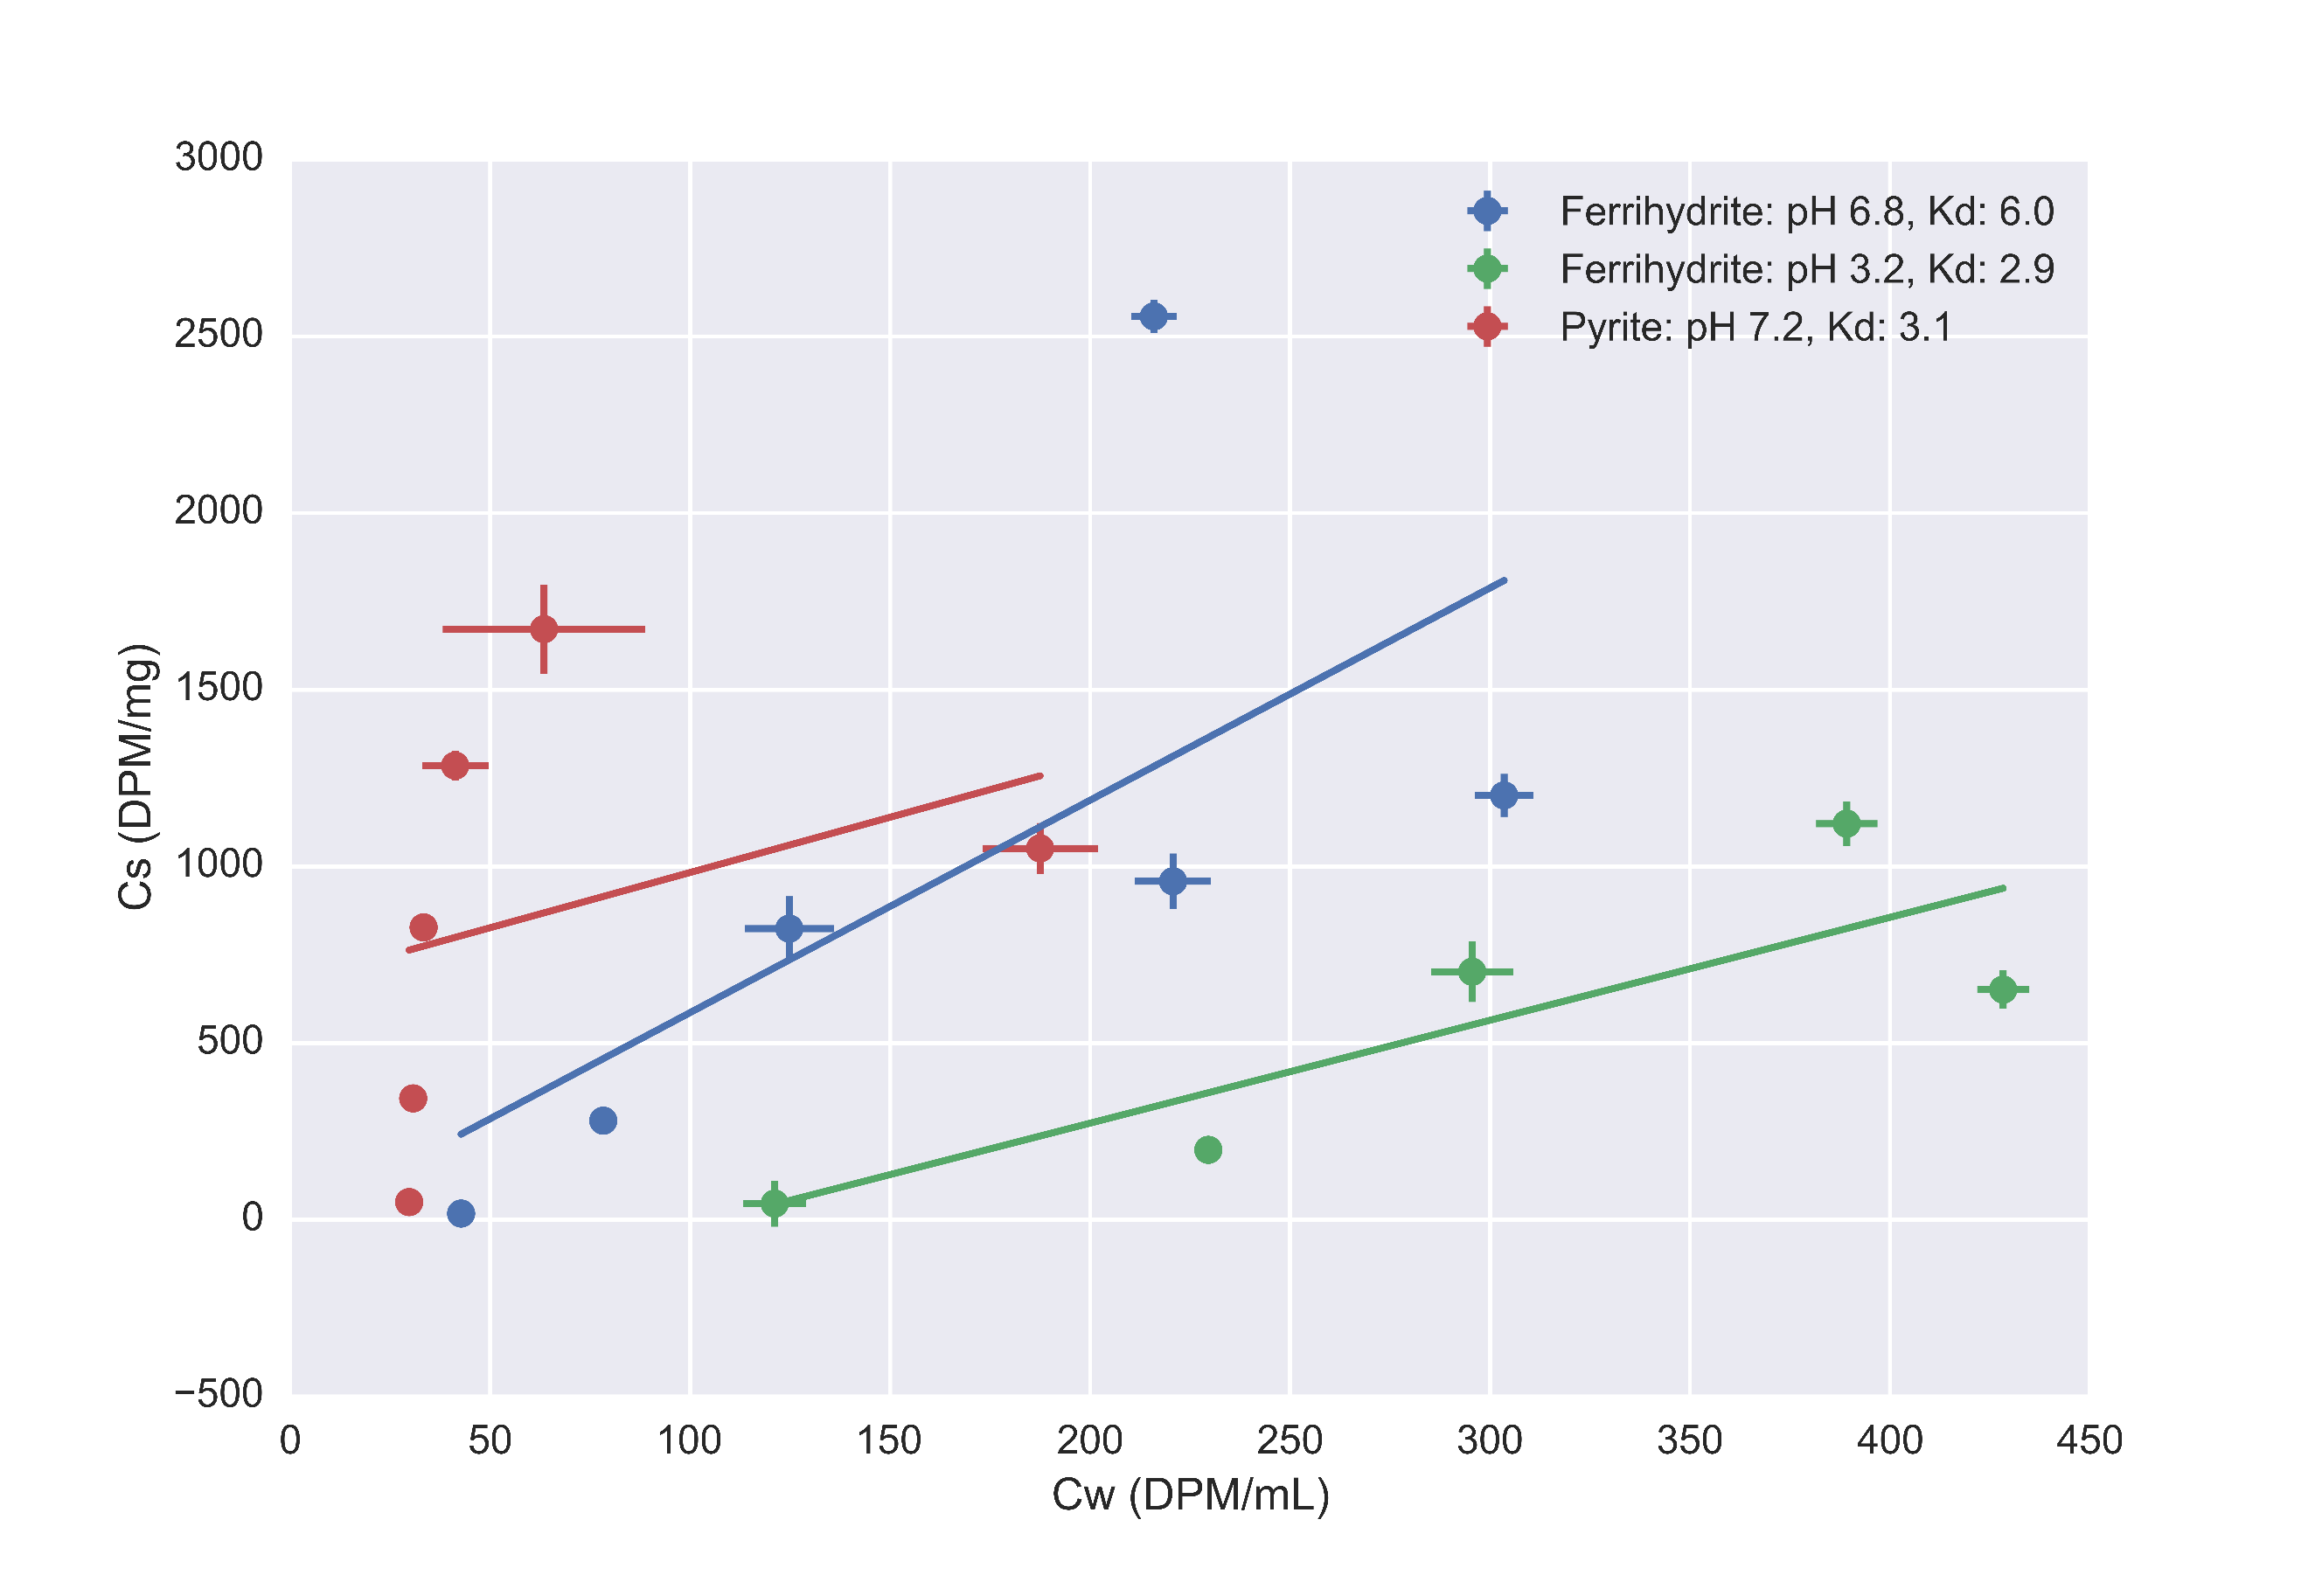 3000
2500
2000
1500
1000
500
0
−500
Cs (DPM/mg)
Ferrihydrite: pH 6.8, Kd: 6.0
Ferrihydrite: pH 3.2, Kd: 2.9
Pyrite: pH 7.2, Kd: 3.1
0 50 100 150 200 250 300 350 400 450
Cw (DPM/mL)